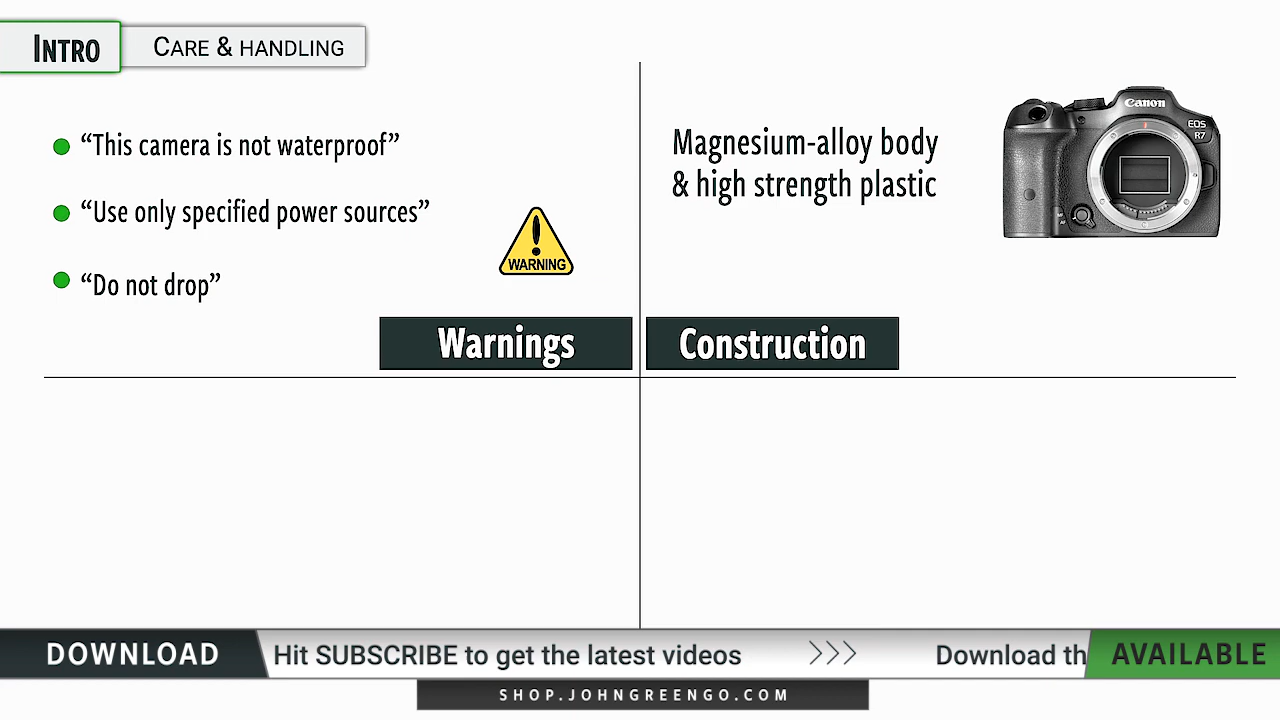 INTRO
CARE & HANDLING
“This camera is not waterproof”
“Use only specified power sources”
“Do not drop”
WARNING
Warnings
Magnesium-alloy body
& high strength plastic
Canon
EOS
R7
Construction
DOWNLOAD
Hit SUBSCRIBE to get the latest videos >>> Download th
AVAILABLE
SHOP.JOHNGREENGO.COM